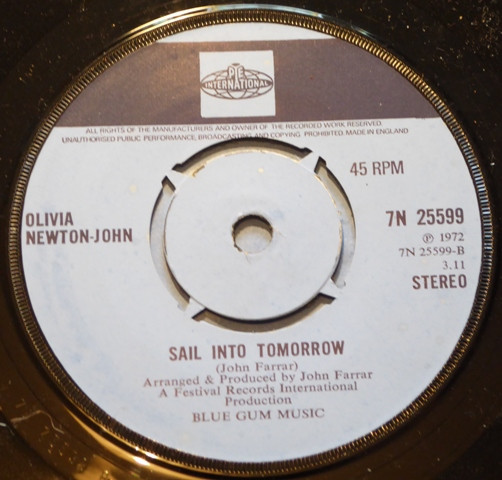 PYE
INTERNATIONAL
ALL RIGHTS OF THE MANUFACTURERS AND OWNER OF THE RECORDED WORK RESERVED.
UNAUTHORISED PUBLIC PERFORMANCE, BROADCASTING AND COPYING PROHIBITED. MADE IN ENGLAND
45 RPM
OLIVIA
NEWTON-JOHN
7N 25599
Ⓟ 1972
7N 25599-B
3.11
STEREO
SAIL INTO TOMORROW
(John Farrar)
Arranged & Produced by John Farrar
A Festival Records International
Production
BLUE GUM MUSIC